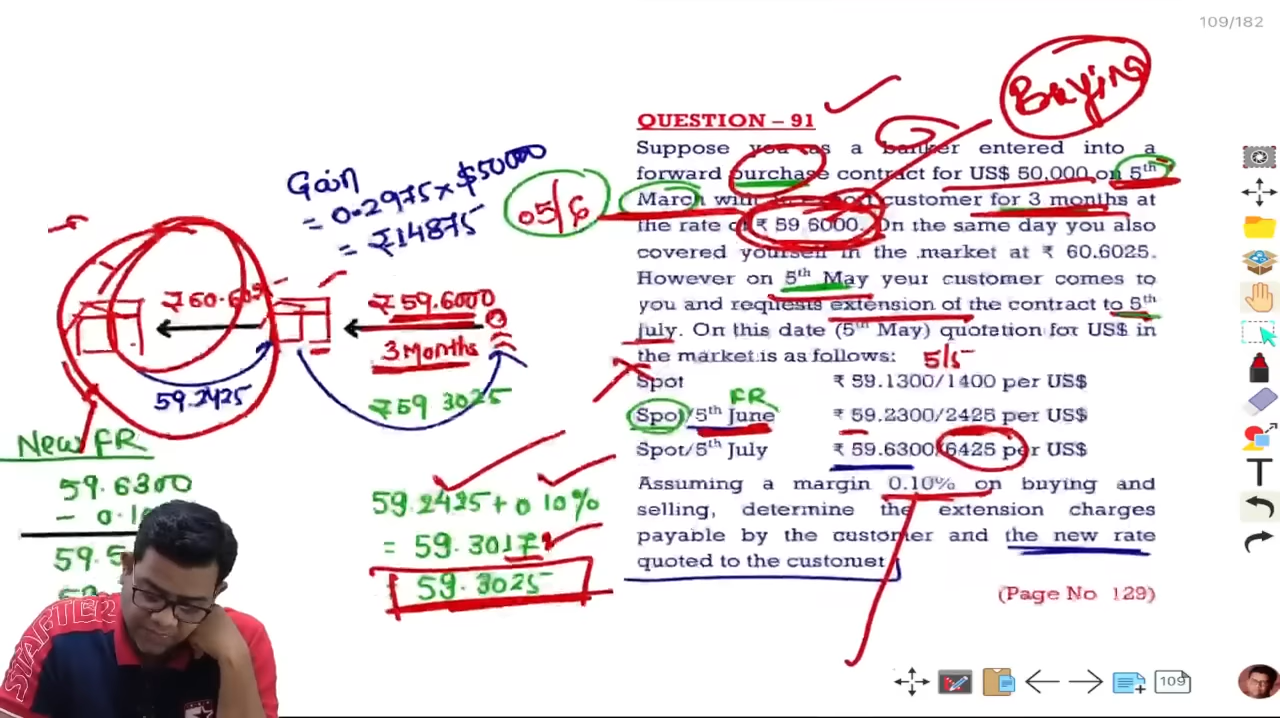 109/182
Buying
QUESTION – 91
Suppose you as a banker entered into a
forward purchase contract for US$ 50,000 on 5th
March with customer for 3 months at
the rate of ₹ 59.6000. On the same day you also
covered yourself in the market at ₹ 60.6025.
However on 5th May your customer comes to
you and requests extension of the contract to 5th
July. On this date (5th May) quotation for US$ in
the market is as follows: 5/5
Spot ₹ 59.1300/1400 per US$
FR
Spot/5th June ₹ 59.2300/2425 per US$
Spot/5th July ₹ 59.6300/6425 per US$
Assuming a margin 0.10% on buying and
selling, determine the extension charges
payable by the customer and the new rate
quoted to the customer
(Page No 129)
Gain
= 0.2975 × $50000
= ₹14875
05/6
₹60.6025
₹59.6000
3 Months
59.2425
₹59 3025
New FR
59.6300
- 0.1
59.5
59.2425 + 0 10%
= 59.3017
59.3025
STARTER
109